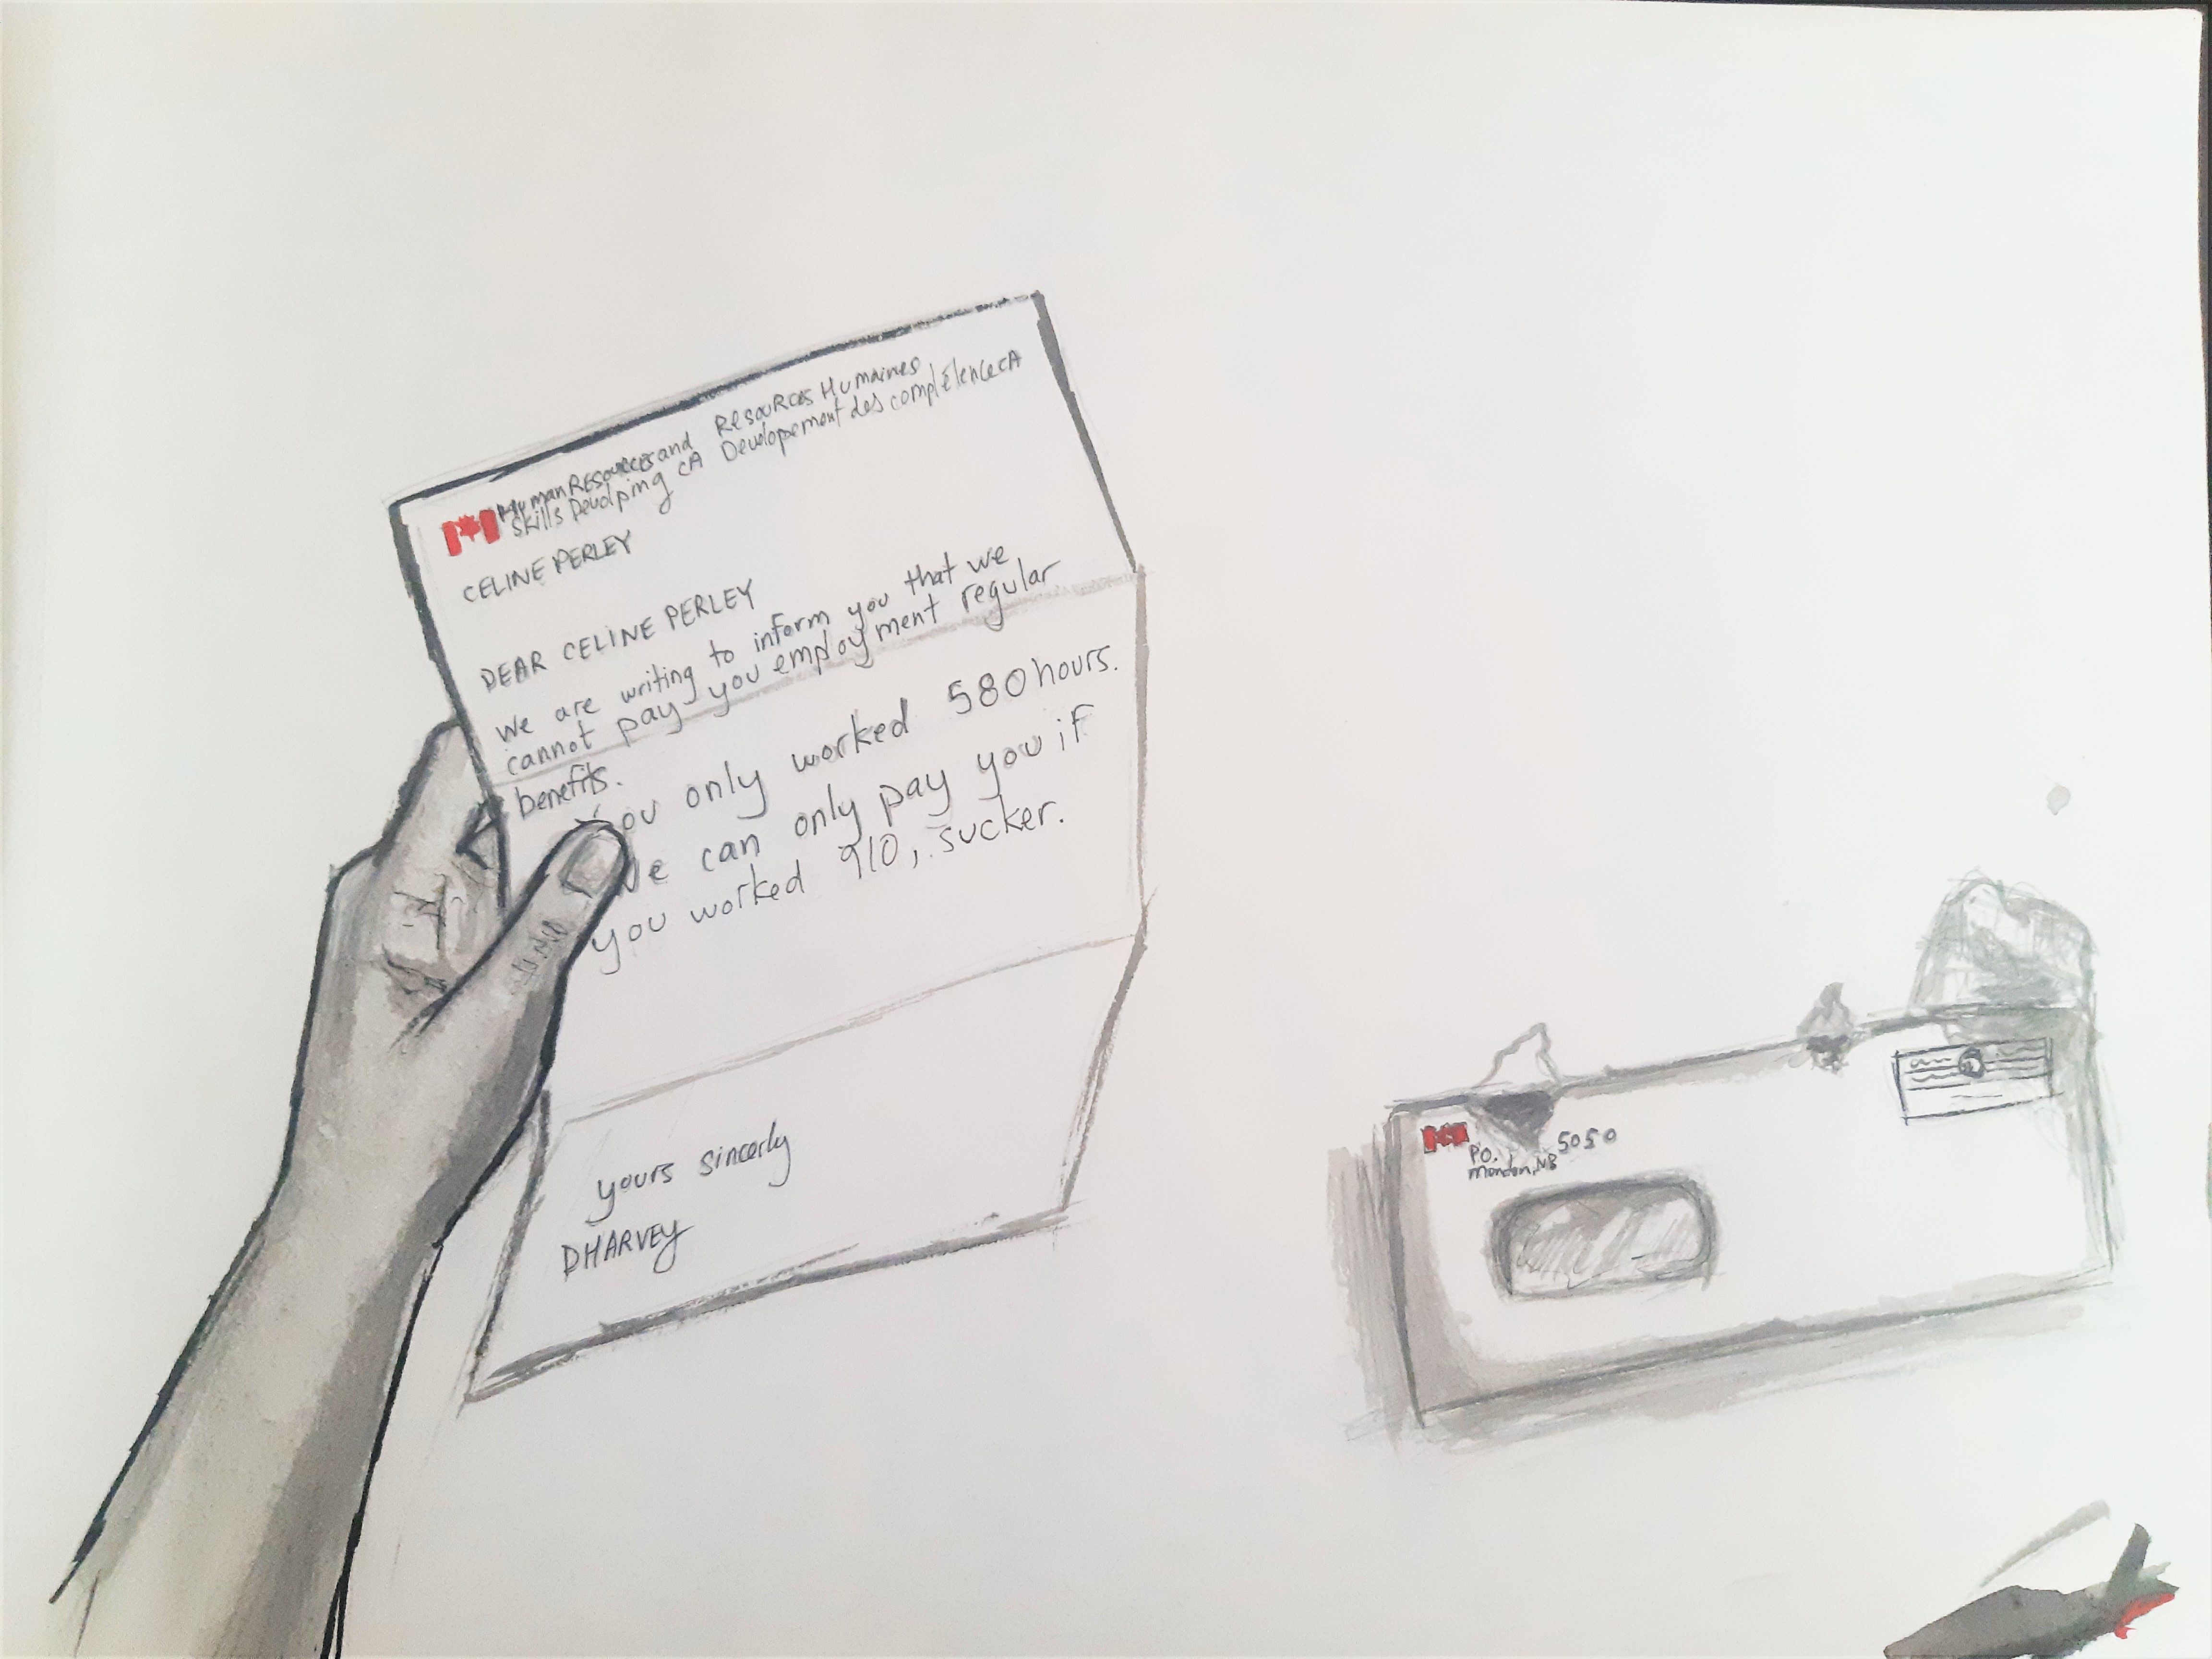 Human Resources and Resources Humaines
Skills Develping CA Developement des complélence CA
CELINE PERLEY
DEAR CELINE PERLEY
We are writing to inform you that we
cannot pay you employment regular
benefits.
You only worked 580 hours.
We can only pay you if
you worked 910, sucker.
yours sincerly
DHARVEY
PO. 5050
NB